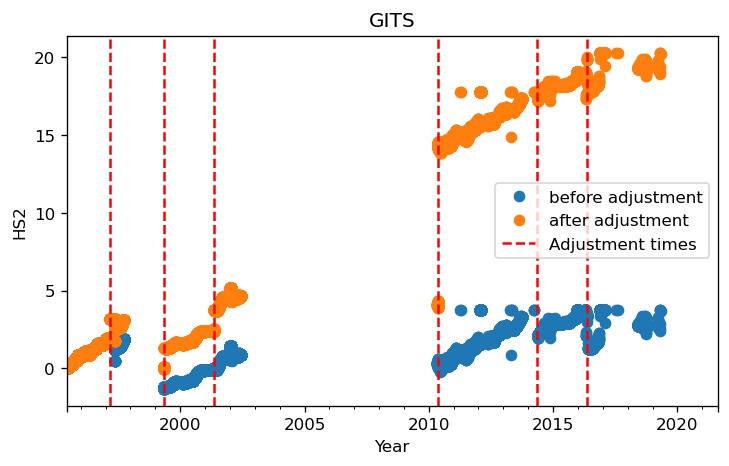 GITS
20
15
10
5
0
HS2
before adjustment
after adjustment
Adjustment times
2000
2005
2010
2015
2020
Year